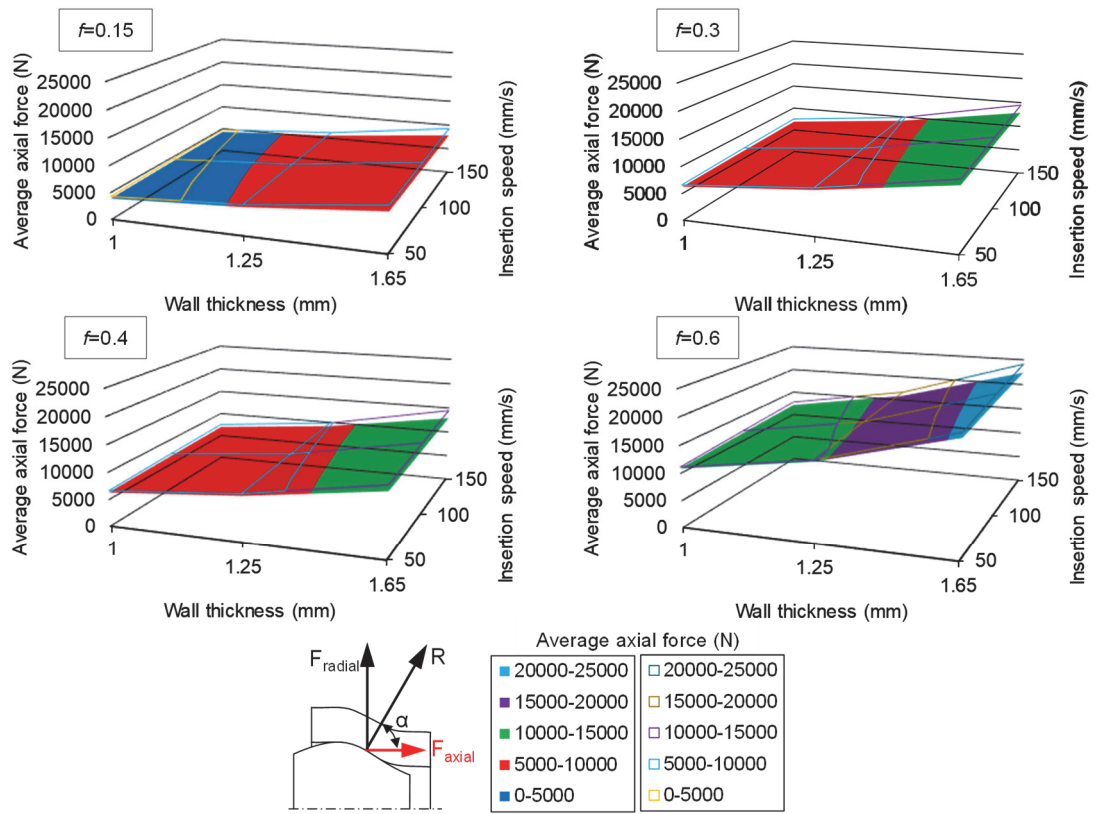 f=0.15
Average axial force (N)
25000
20000
15000
10000
5000
0
1
1.25
1.65
Wall thickness (mm)
50
100
150
Insertion speed (mm/s)
f=0.3
Average axial force (N)
25000
20000
15000
10000
5000
0
1
1.25
1.65
Wall thickness (mm)
50
100
150
Insertion speed (mm/s)
f=0.4
Average axial force (N)
25000
20000
15000
10000
5000
0
1
1.25
1.65
Wall thickness (mm)
50
100
150
Insertion speed (mm/s)
f=0.6
Average axial force (N)
25000
20000
15000
10000
5000
0
1
1.25
1.65
Wall thickness (mm)
50
100
150
Insertion speed (mm/s)
Fradial
R
α
Faxial
Average axial force (N)
20000-25000
15000-20000
10000-15000
5000-10000
0-5000
20000-25000
15000-20000
10000-15000
5000-10000
0-5000